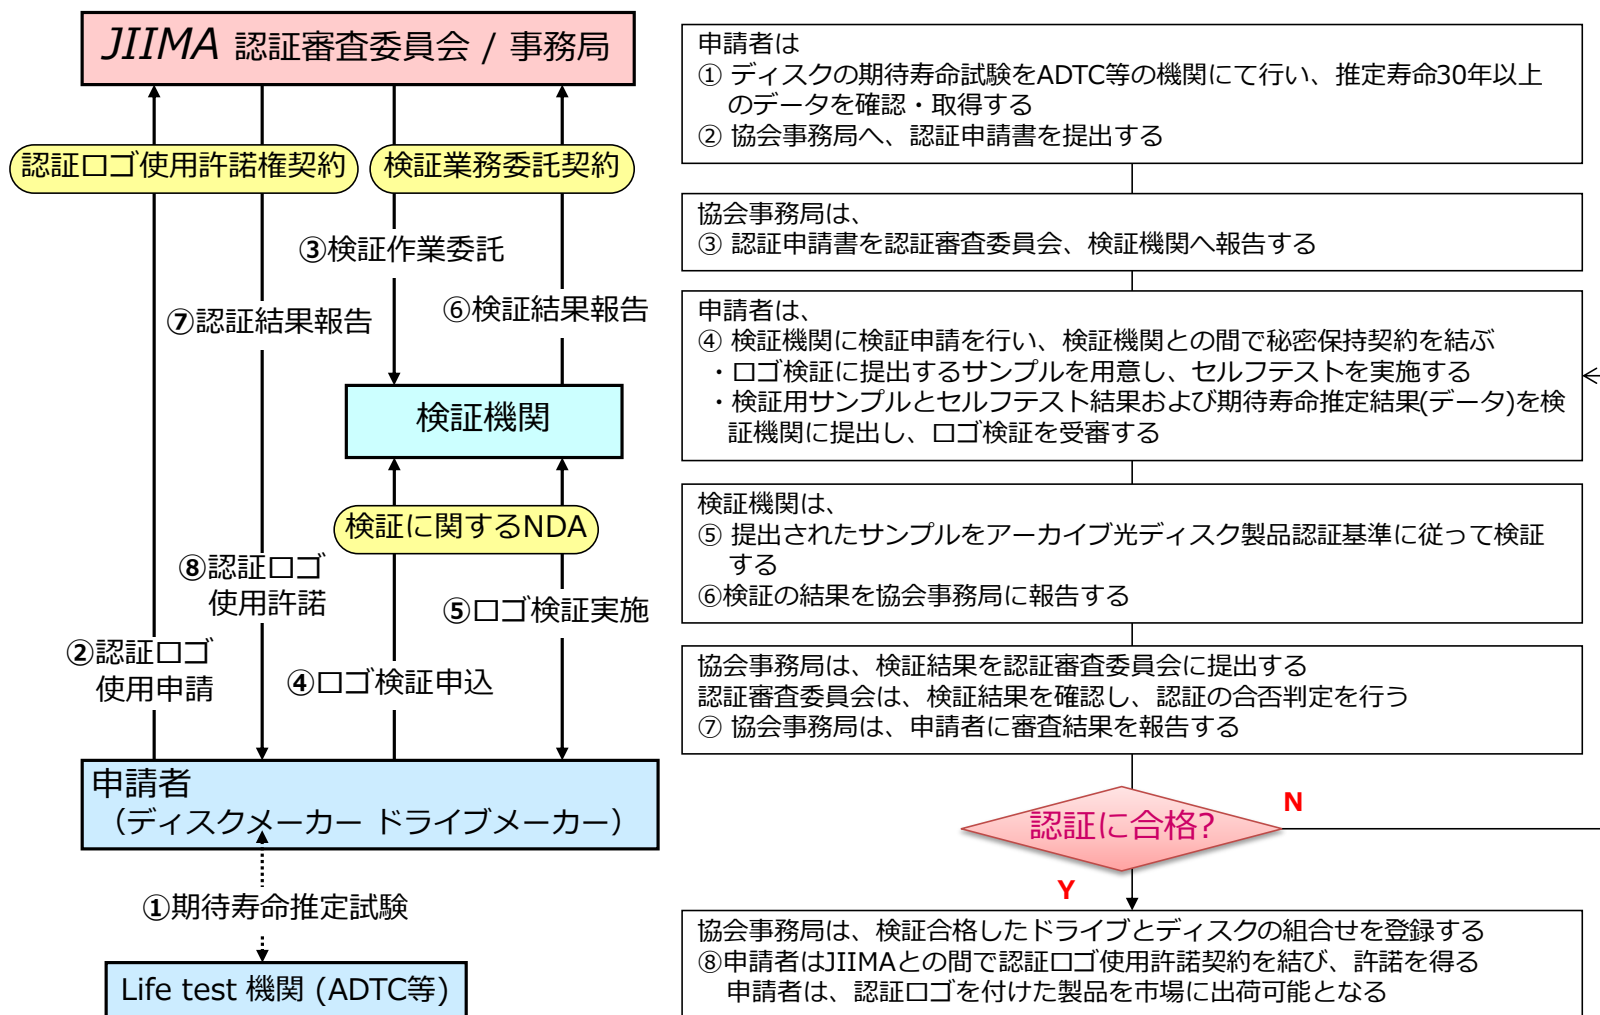 JIIMA 認証審査委員会 / 事務局
認証ロゴ使用許諾権契約
検証業務委託契約
③検証作業委託
⑦認証結果報告
⑥検証結果報告
検証機関
検証に関するNDA
⑧認証ロゴ
使用許諾
⑤ロゴ検証実施
②認証ロゴ
使用申請
④ロゴ検証申込
申請者
（ディスクメーカー ドライブメーカー）
①期待寿命推定試験
Life test 機関 (ADTC等)
申請者は
① ディスクの期待寿命試験をADTC等の機関にて行い、推定寿命30年以上
のデータを確認・取得する
② 協会事務局へ、認証申請書を提出する
協会事務局は、
③ 認証申請書を認証審査委員会、検証機関へ報告する
申請者は、
④ 検証機関に検証申請を行い、検証機関との間で秘密保持契約を結ぶ
・ロゴ検証に提出するサンプルを用意し、セルフテストを実施する
・検証用サンプルとセルフテスト結果および期待寿命推定結果(データ)を検
証機関に提出し、ロゴ検証を受審する
検証機関は、
⑤ 提出されたサンプルをアーカイブ光ディスク製品認証基準に従って検証
する
⑥検証の結果を協会事務局に報告する
協会事務局は、検証結果を認証審査委員会に提出する
認証審査委員会は、検証結果を確認し、認証の合否判定を行う
⑦ 協会事務局は、申請者に審査結果を報告する
認証に合格?
N
Y
協会事務局は、検証合格したドライブとディスクの組合せを登録する
⑧申請者はJIIMAとの間で認証ロゴ使用許諾契約を結び、許諾を得る
申請者は、認証ロゴを付けた製品を市場に出荷可能となる